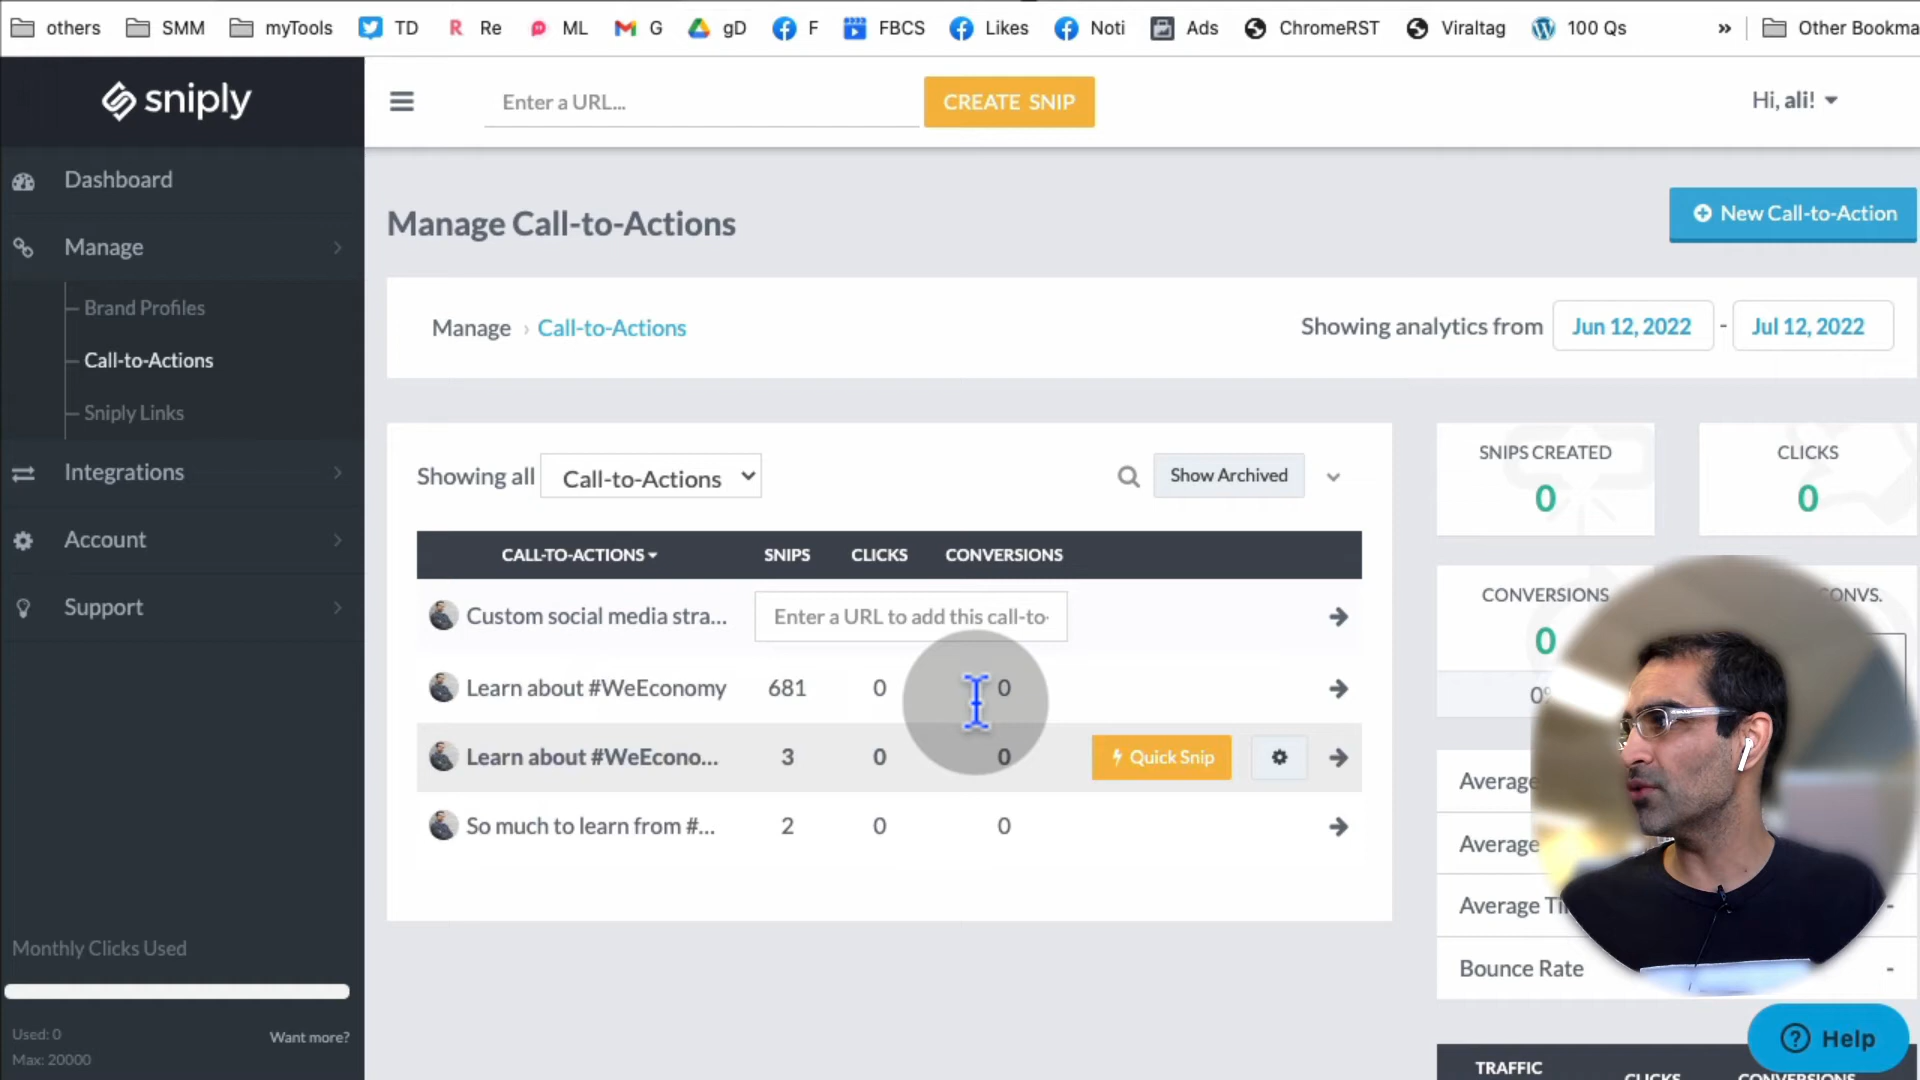 others SMM myTools TD Re ML G gD F FBCS Likes Noti Ads ChromeRST Viraltag 100 Qs » Other Bookma
sniply
Enter a URL...
CREATE SNIP
Hi, ali!
Dashboard
Manage
Brand Profiles
Call-to-Actions
Sniply Links
Integrations
Account
Support
Monthly Clicks Used
Used: 0
Max: 20000
Want more?
Manage Call-to-Actions
New Call-to-Action
Manage › Call-to-Actions
Showing analytics from Jun 12, 2022 - Jul 12, 2022
Showing all Call-to-Actions
Show Archived
CALL-TO-ACTIONS SNIPS CLICKS CONVERSIONS
Custom social media stra... Enter a URL to add this call-to-
Learn about #WeEconomy 681 0 0
Learn about #WeEcono... 3 0 0 Quick Snip
So much to learn from #... 2 0 0
SNIPS CREATED
0
CLICKS
0
CONVERSIONS
0
CONVS.
Average
Average
Average
Bounce Rate -
Help
TRAFFIC
CLICKS CONVERSIONS